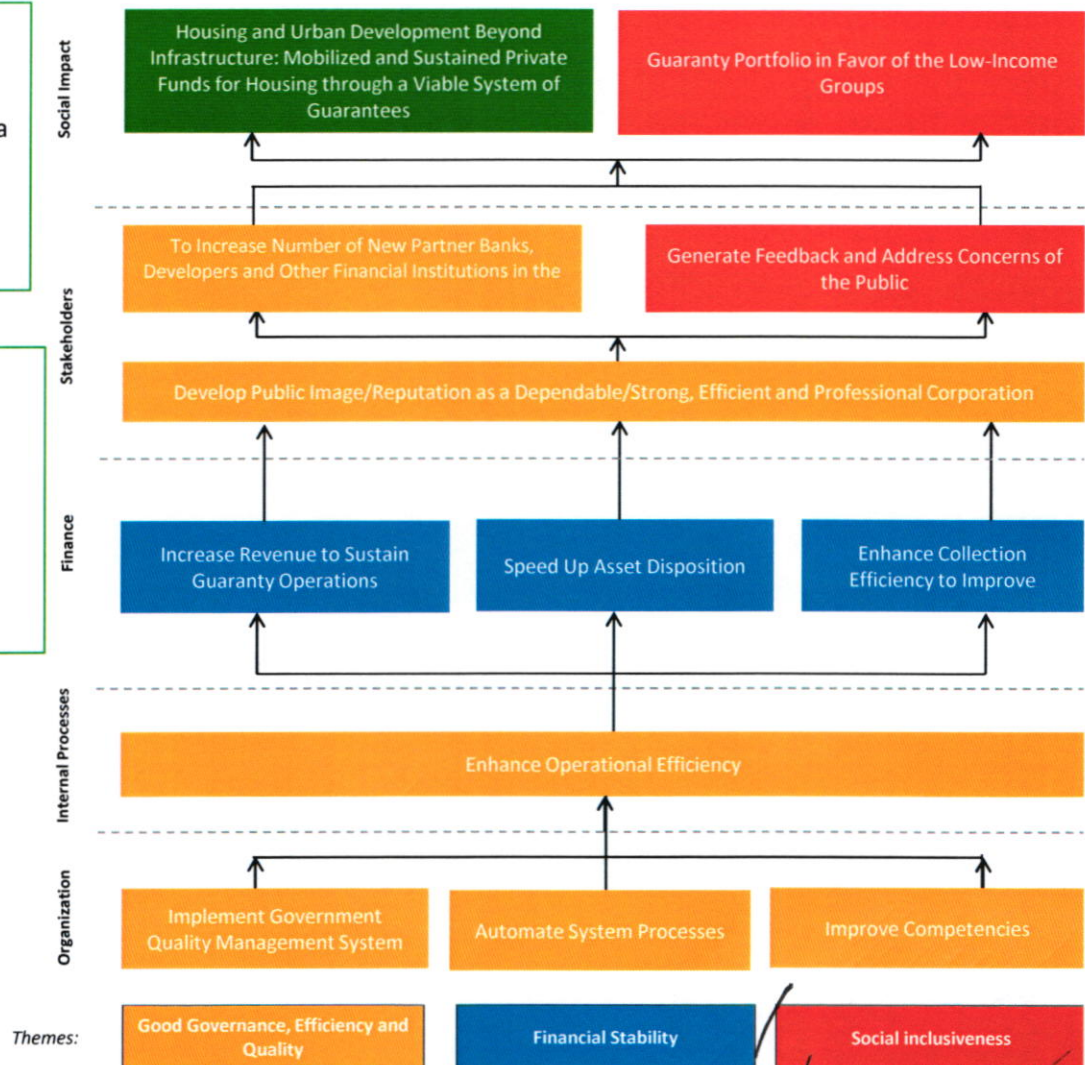 a
Social Impact
Housing and Urban Development Beyond
Infrastructure: Mobilized and Sustained Private
Funds for Housing through a Viable System of
Guarantees
Guaranty Portfolio in Favor of the Low-Income
Groups
Stakeholders
To Increase Number of New Partner Banks,
Developers and Other Financial Institutions in the
Generate Feedback and Address Concerns of
the Public
Develop Public Image/Reputation as a Dependable/Strong, Efficient and Professional Corporation
Finance
Increase Revenue to Sustain
Guaranty Operations
Speed Up Asset Disposition
Enhance Collection
Efficiency to Improve
Internal Processes
Enhance Operational Efficiency
Organization
Implement Government
Quality Management System
Automate System Processes
Improve Competencies
Themes:
Good Governance, Efficiency and
Quality
Financial Stability
Social inclusiveness